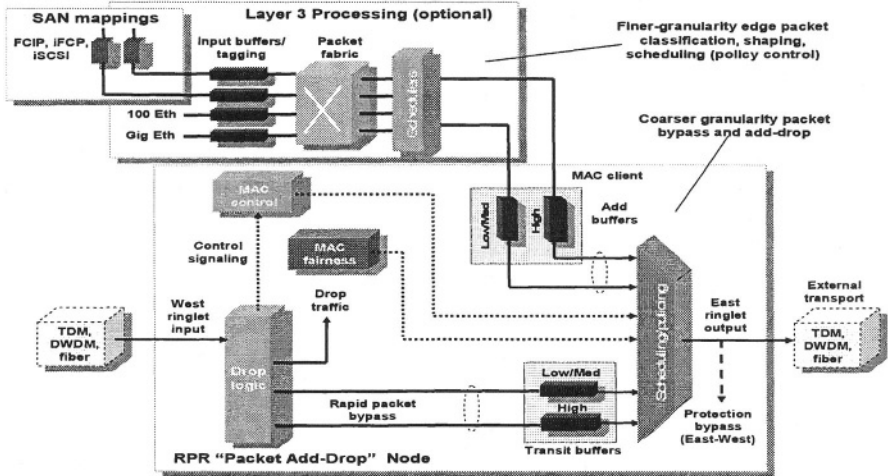 SAN mappings
FCIP, iFCP,
iSCSI
Layer 3 Processing (optional)
Input buffers/
tagging
Packet
fabric
Schedulers
100 Eth
Gig Eth
Finer-granularity edge packet
classification, shaping,
scheduling (policy control)
Coarser granularity packet
bypass and add-drop
MAC client
MAC
control
Low/Med
High
Add
buffers
Control
signaling
MAC
fairness
Drop
traffic
West
ringlet
input
TDM,
DWDM,
fiber
Drop
logic
Rapid packet
bypass
Low/Med
High
Transit buffers
East
ringlet
output
External
transport
TDM,
DWDM,
fiber
Protection
bypass
(East-West)
RPR "Packet Add-Drop" Node